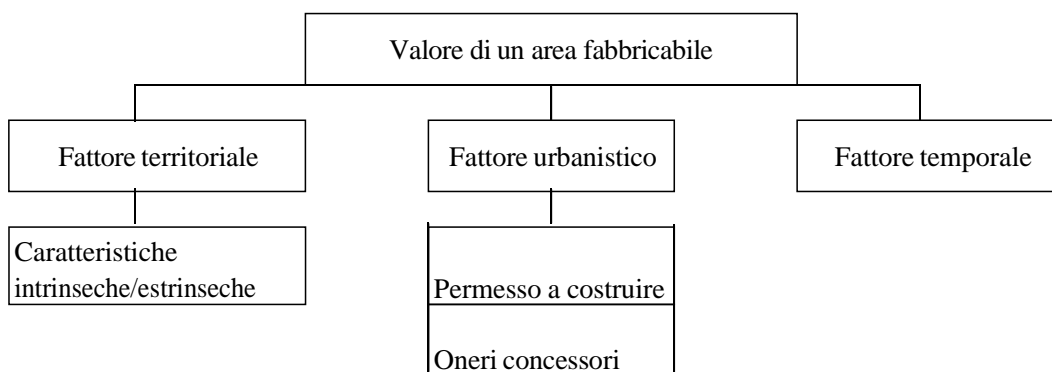 Valore di un area fabbricabile
Fattore territoriale
Fattore urbanistico
Fattore temporale
Caratteristiche
intrinseche/estrinseche
Permesso a costruire
Oneri concessori